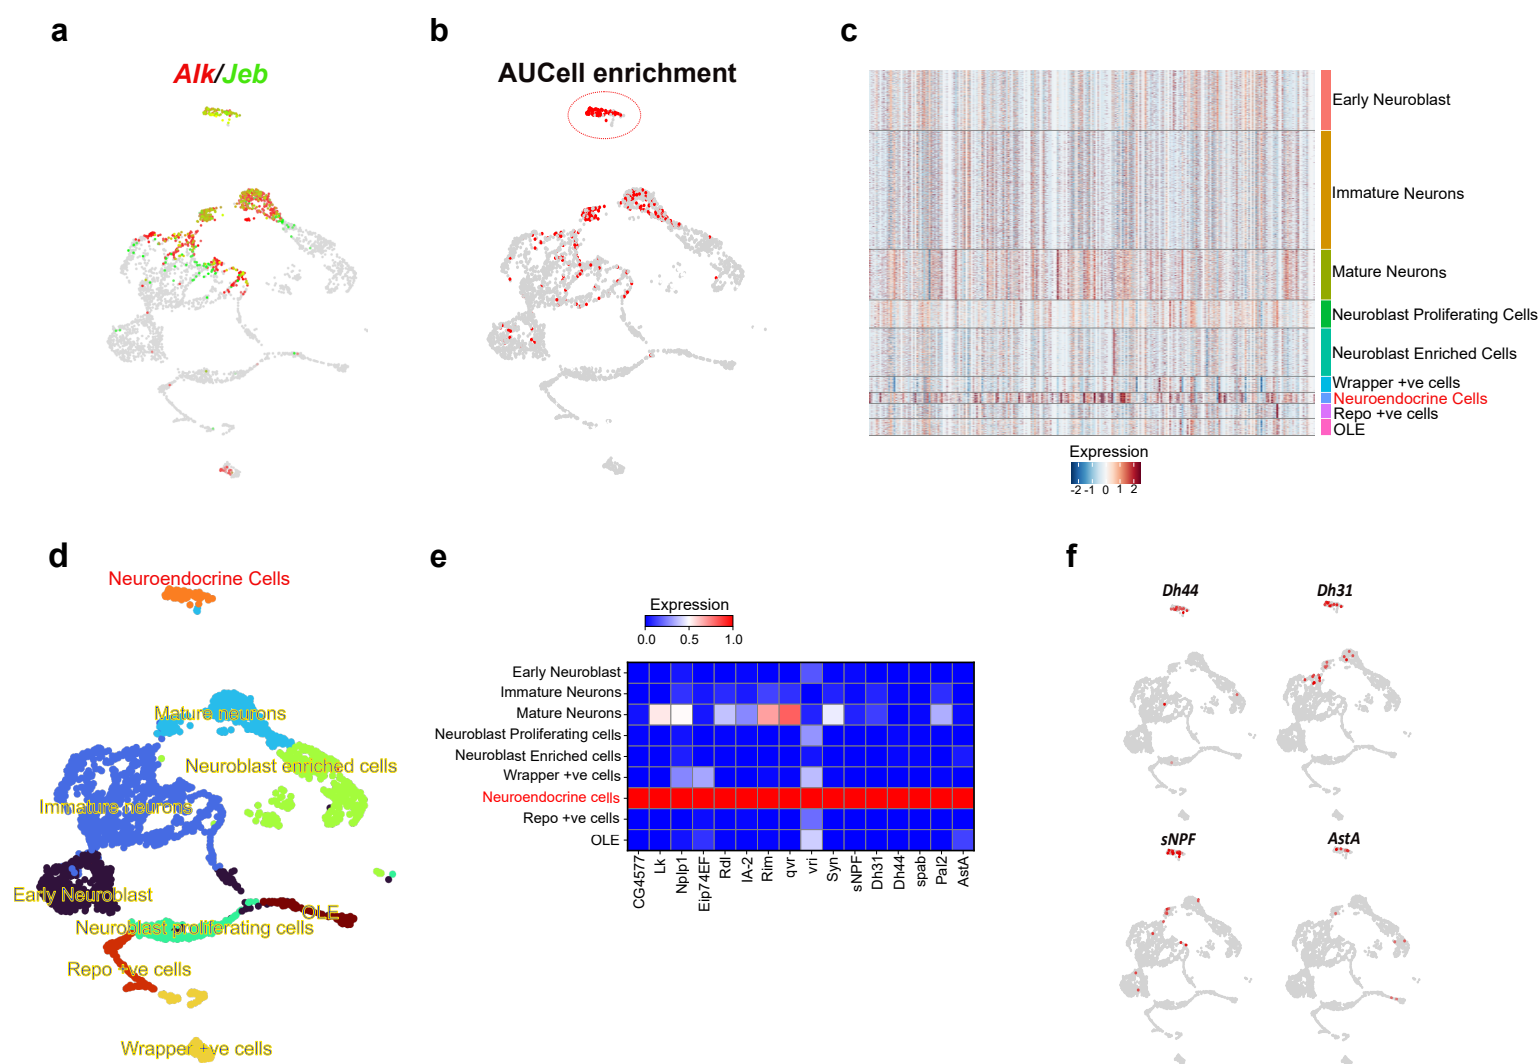 a
Alk/Jeb
b
AUCell enrichment
c
Early Neuroblast
Immature Neurons
Mature Neurons
Neuroblast Proliferating Cells
Neuroblast Enriched Cells
Wrapper +ve cells
Neuroendocrine Cells
Repo +ve cells
OLE
Expression
-2 -1 0 1 2
d
Neuroendocrine Cells
Mature neurons
Neuroblast enriched cells
Immature neurons
Early Neuroblast
OLE
Neuroblast proliferating cells
Repo +ve cells
Wrapper +ve cells
e
Expression
0.0 0.5 1.0
Early Neuroblast
Immature Neurons
Mature Neurons
Neuroblast Proliferating cells
Neuroblast Enriched cells
Wrapper +ve cells
Neuroendocrine cells
Repo +ve cells
OLE
CG4577
Lk
Nplp1
Eip74EF
Rdl
IA-2
Rim
qvr
vri
Syn
sNPF
Dh31
Dh44
spab
Pal2
AstA
f
Dh44
Dh31
sNPF
AstA